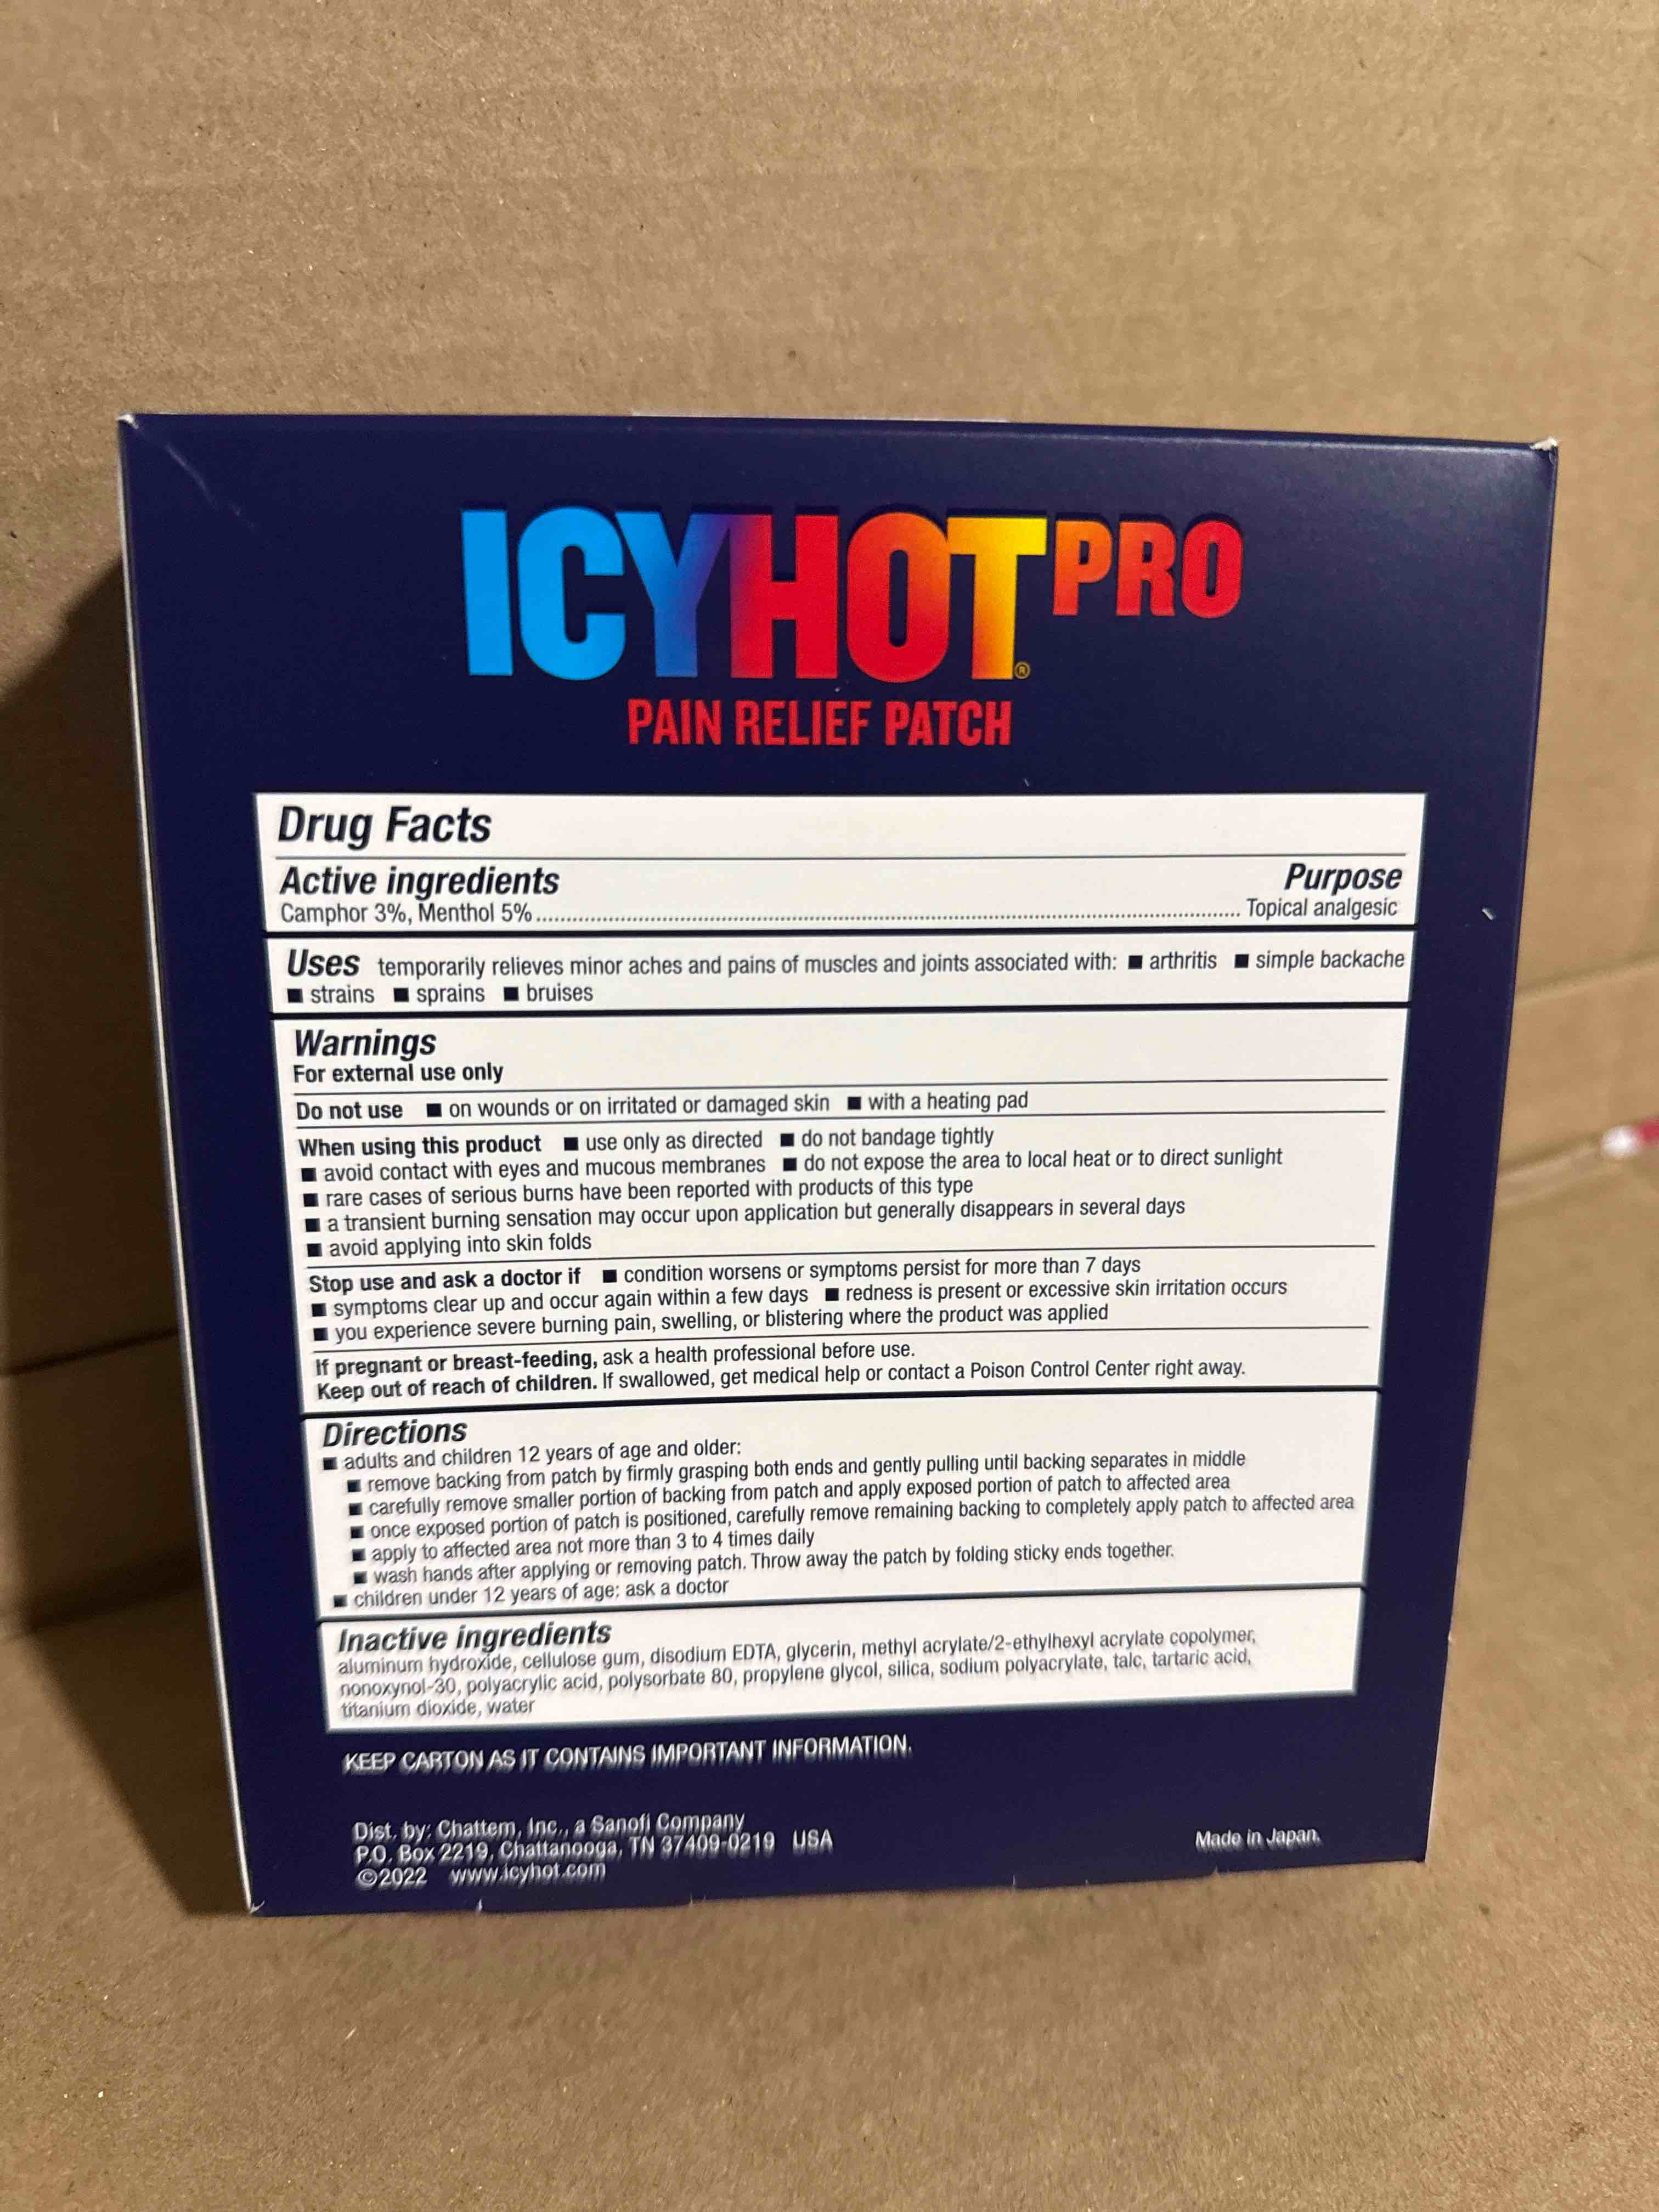 ICYHOT® PRO
PAIN RELIEF PATCH
Drug Facts
Active ingredients Purpose
Camphor 3%, Menthol 5%........................................................................................................................ Topical analgesic
Uses temporarily relieves minor aches and pains of muscles and joints associated with: ■ arthritis ■ simple backache
■ strains ■ sprains ■ bruises
Warnings
For external use only
Do not use ■ on wounds or on irritated or damaged skin ■ with a heating pad
When using this product ■ use only as directed ■ do not bandage tightly
■ avoid contact with eyes and mucous membranes ■ do not expose the area to local heat or to direct sunlight
■ rare cases of serious burns have been reported with products of this type
■ a transient burning sensation may occur upon application but generally disappears in several days
■ avoid applying into skin folds
Stop use and ask a doctor if ■ condition worsens or symptoms persist for more than 7 days
■ symptoms clear up and occur again within a few days ■ redness is present or excessive skin irritation occurs
■ you experience severe burning pain, swelling, or blistering where the product was applied
If pregnant or breast-feeding, ask a health professional before use.
Keep out of reach of children. If swallowed, get medical help or contact a Poison Control Center right away.
Directions
■ adults and children 12 years of age and older:
■ remove backing from patch by firmly grasping both ends and gently pulling until backing separates in middle
■ carefully remove smaller portion of backing from patch and apply exposed portion of patch to affected area
■ once exposed portion of patch is positioned, carefully remove remaining backing to completely apply patch to affected area
■ apply to affected area not more than 3 to 4 times daily
■ wash hands after applying or removing patch. Throw away the patch by folding sticky ends together.
■ children under 12 years of age: ask a doctor
Inactive ingredients
aluminum hydroxide, cellulose gum, disodium EDTA, glycerin, methyl acrylate/2-ethylhexyl acrylate copolymer,
nonoxynol-30, polyacrylic acid, polysorbate 80, propylene glycol, silica, sodium polyacrylate, talc, tartaric acid,
titanium dioxide, water
KEEP CARTON AS IT CONTAINS IMPORTANT INFORMATION.
Dist. by: Chattem, Inc., a Sanofi Company
P.O. Box 2219, Chattanooga, TN 37409-0219 USA
©2022 www.icyhot.com
Made in Japan.